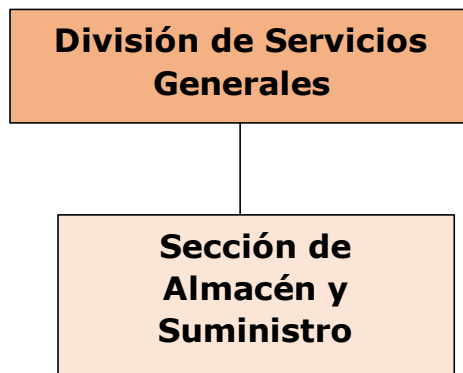 División de Servicios
Generales
Sección de
Almacén y
Suministro